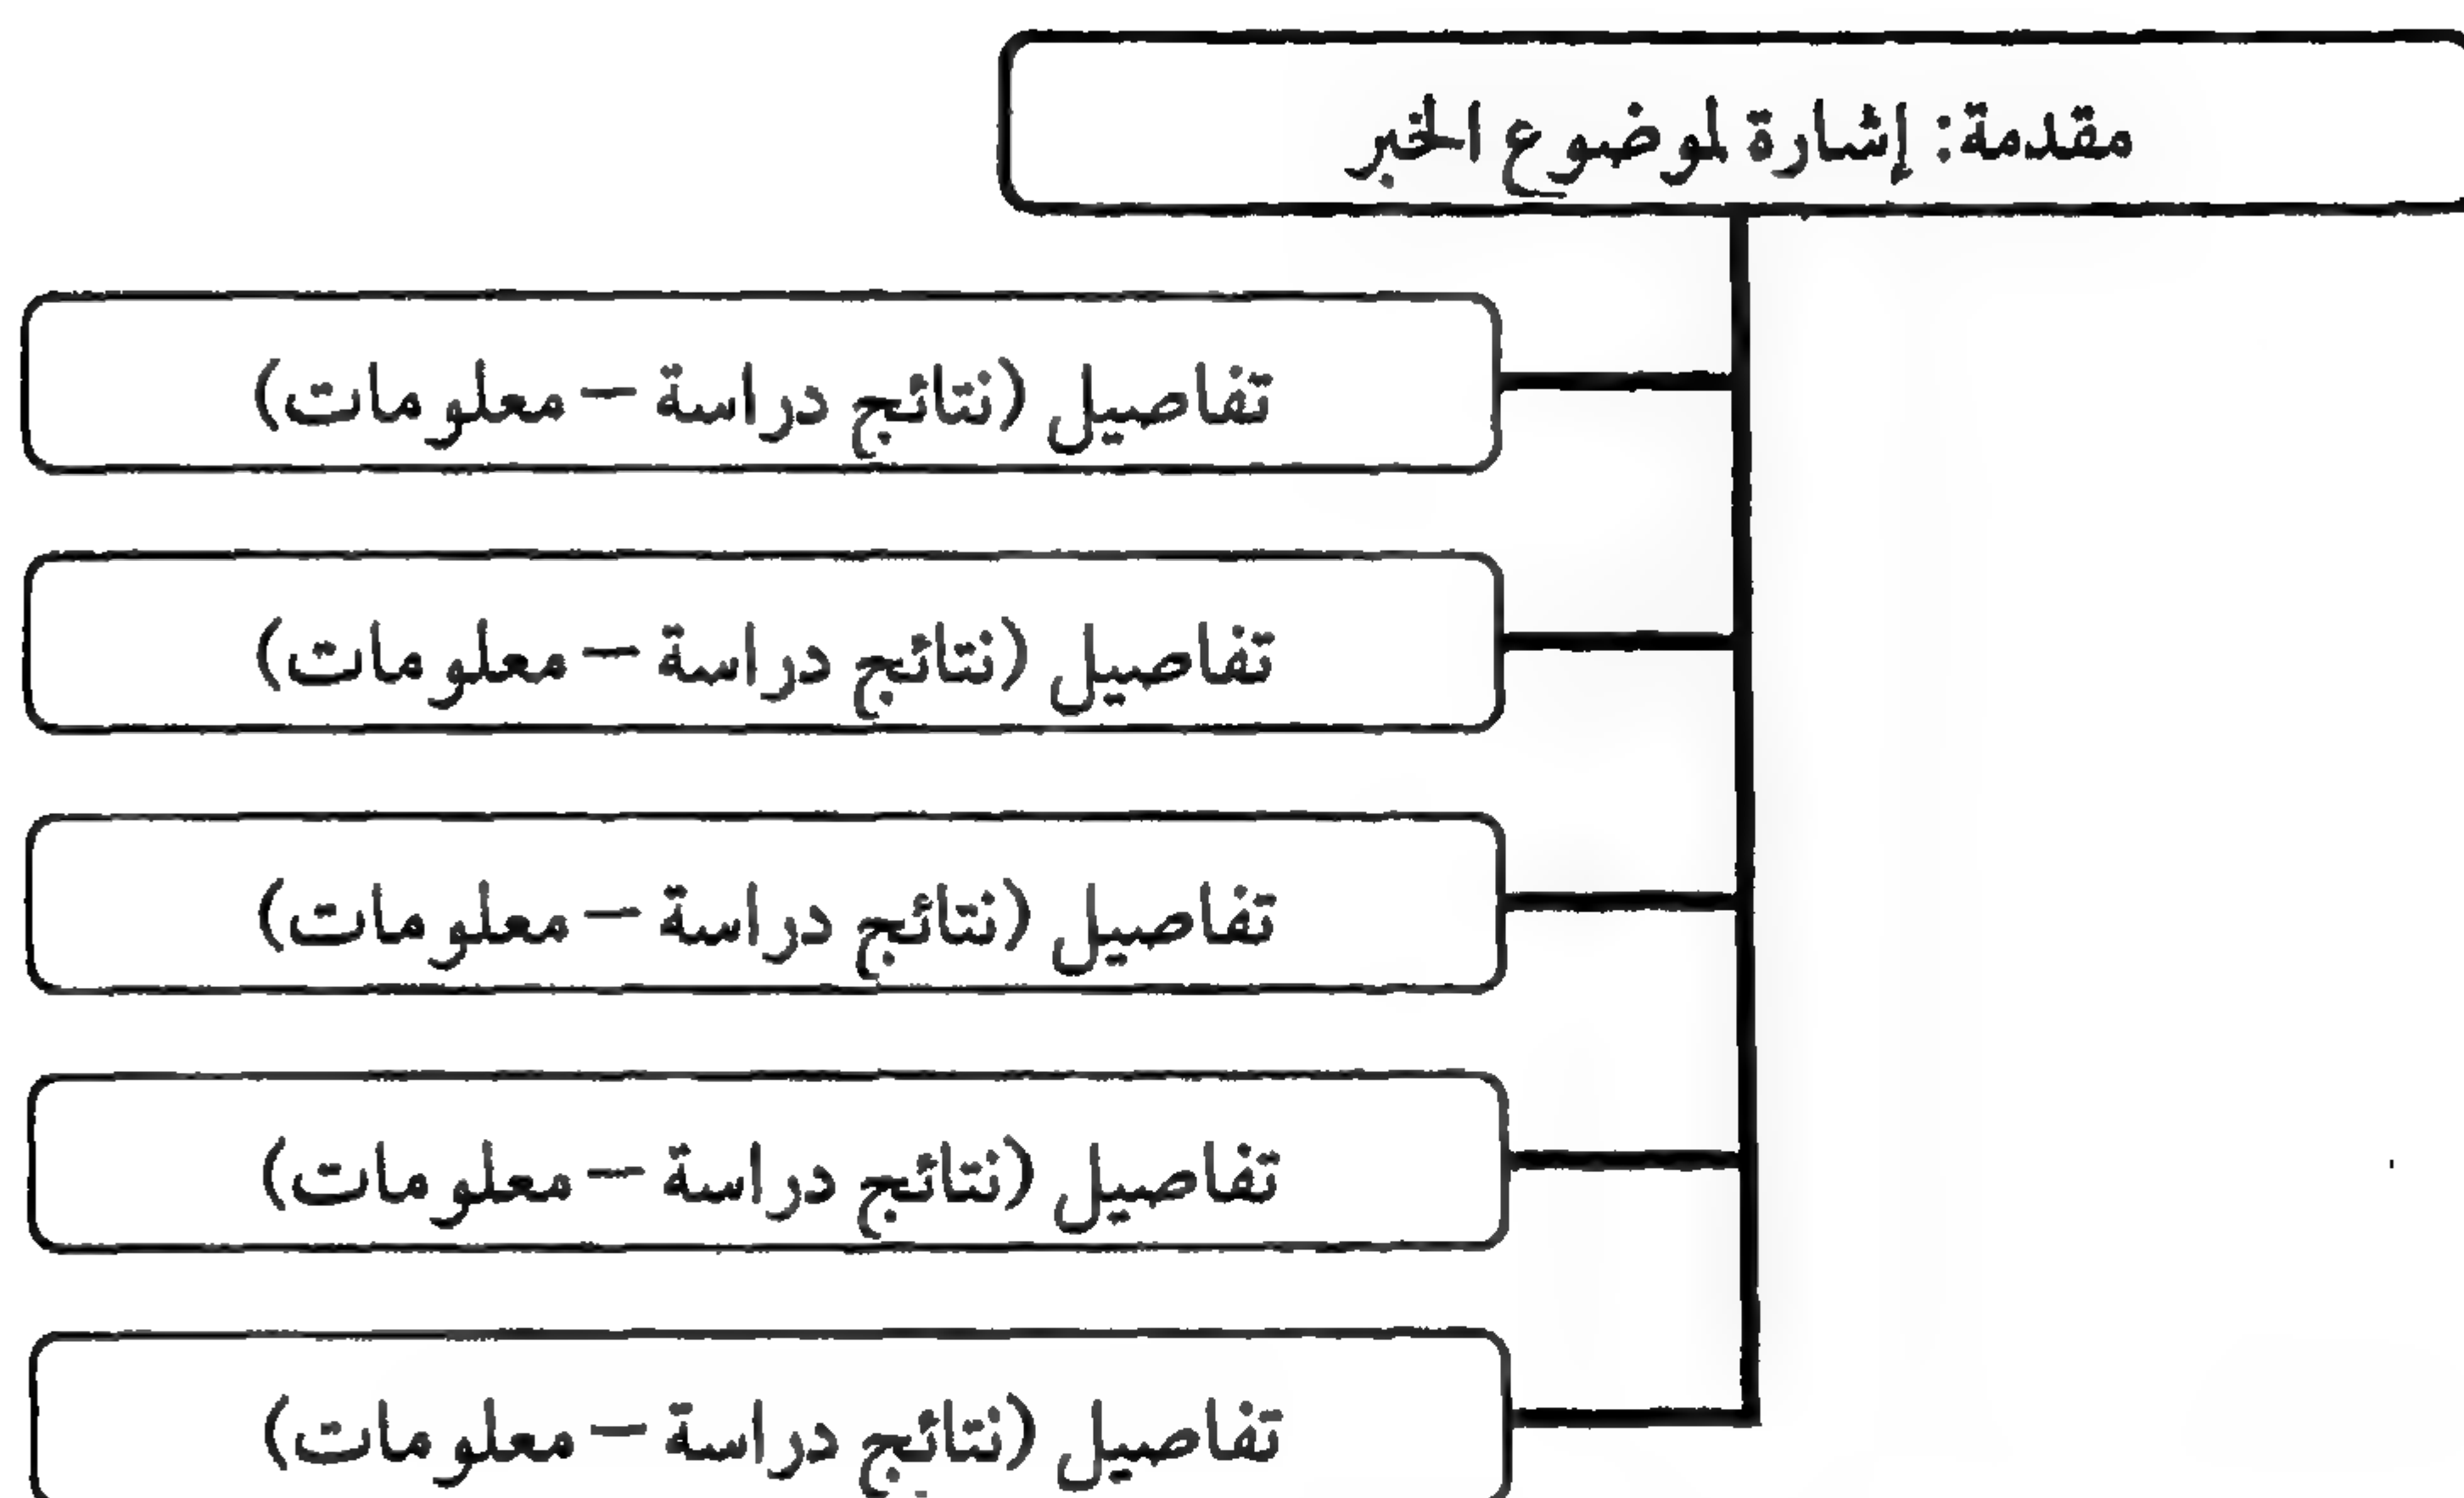 مقدمة: إشارة لموضوع الخبر
تفاصيل (نتائج دراسة – معلومات)
تفاصيل (نتائج دراسة – معلومات)
تفاصيل (نتائج دراسة – معلومات)
تفاصيل (نتائج دراسة – معلومات)
تفاصيل (نتائج دراسة – معلومات)